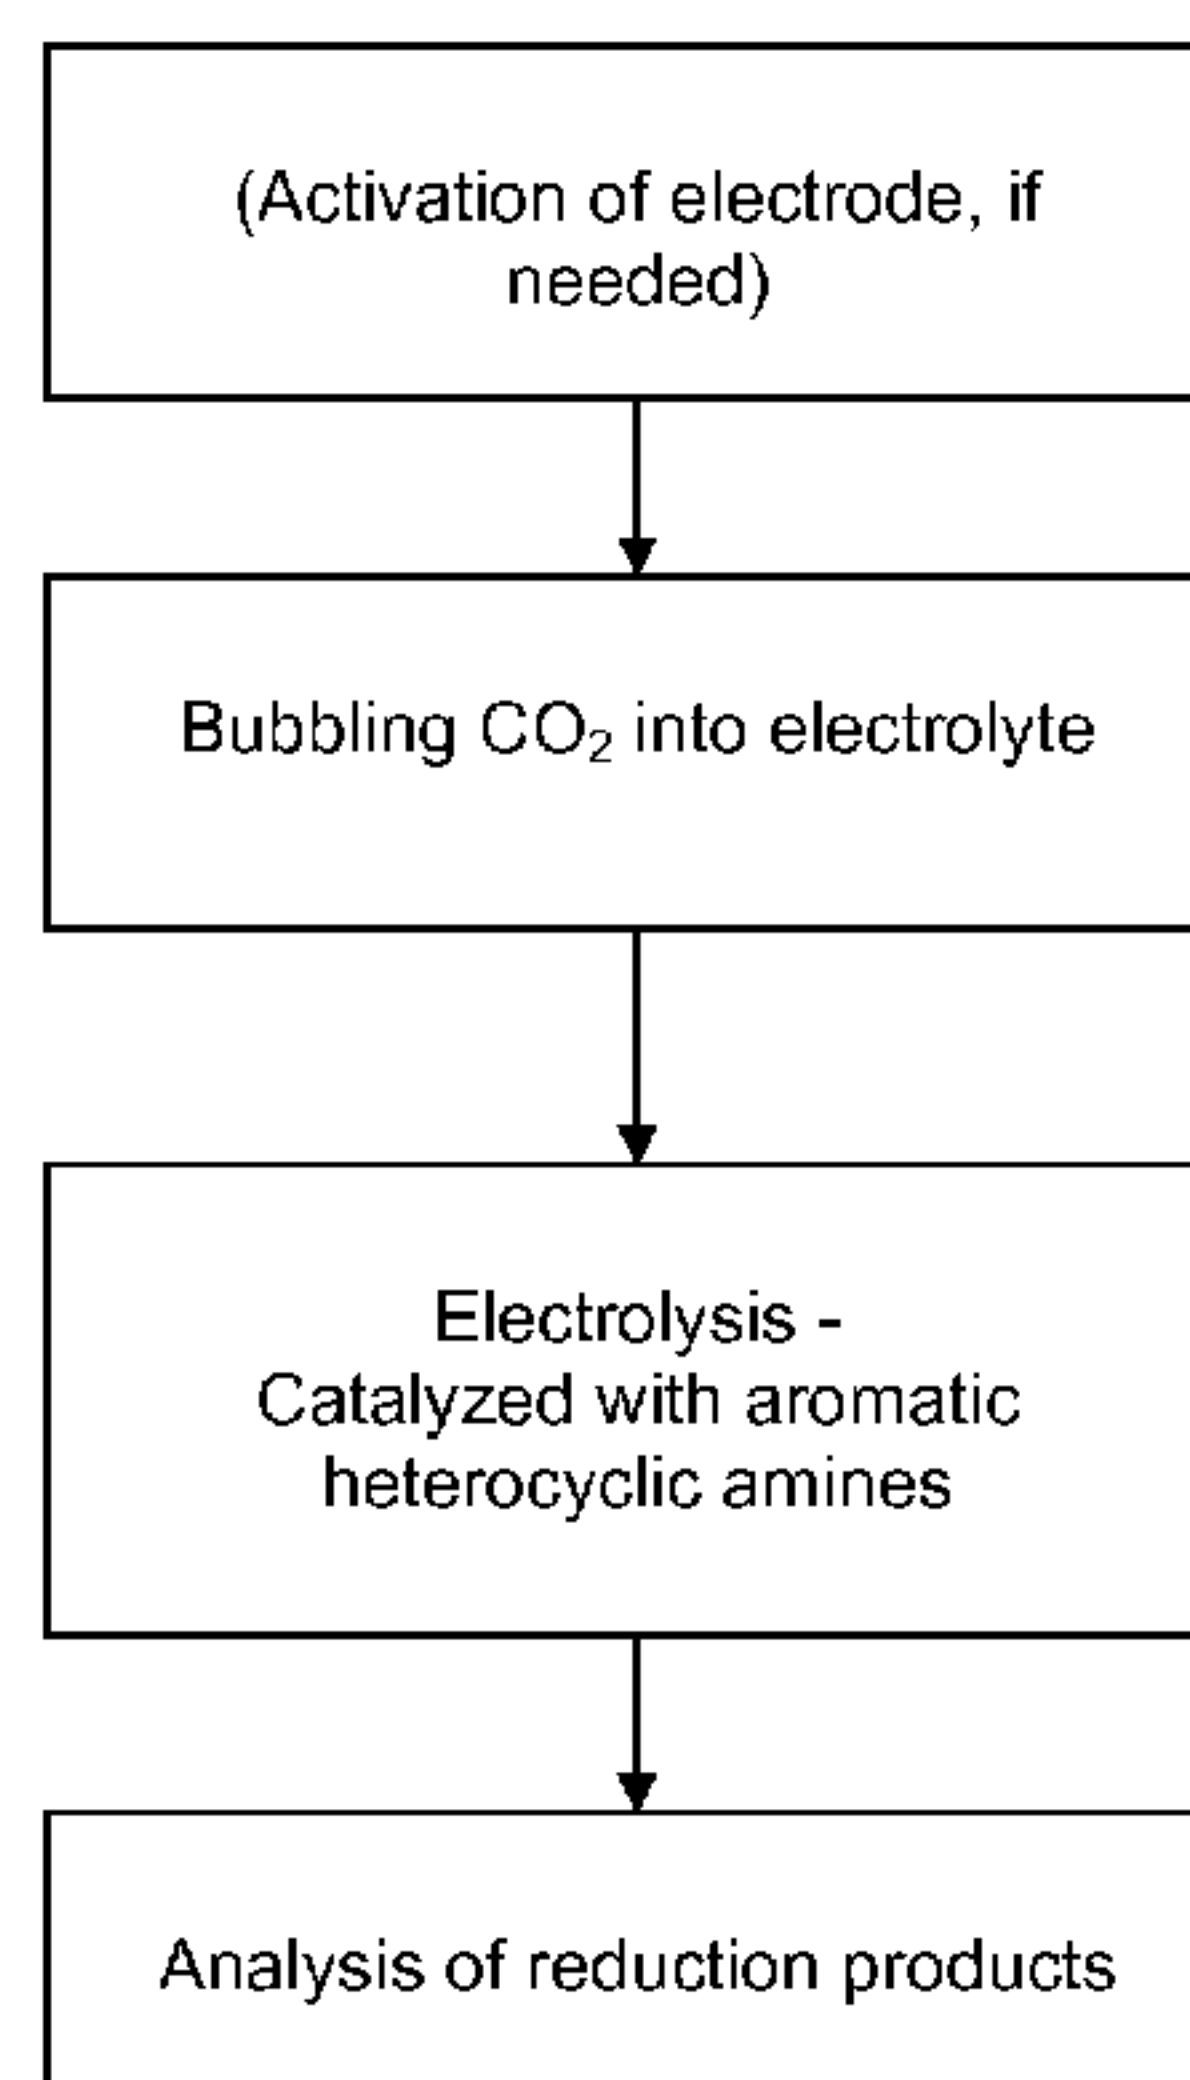 (Activation of electrode, if
needed)
Bubbling CO₂ into electrolyte
Electrolysis -
Catalyzed with aromatic
heterocyclic amines
Analysis of reduction products